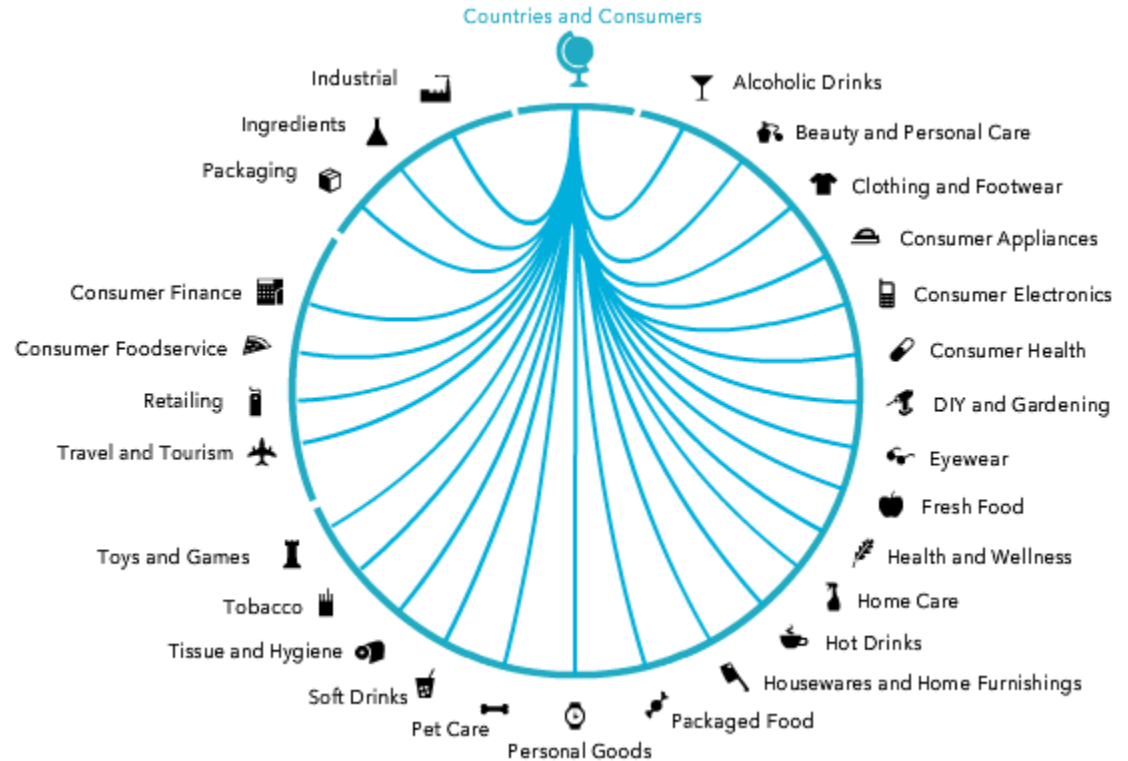 Countries and Consumers
Alcoholic Drinks
Beauty and Personal Care
Clothing and Footwear
Consumer Appliances
Consumer Electronics
Consumer Health
DIY and Gardening
Eyewear
Fresh Food
Health and Wellness
Home Care
Hot Drinks
Housewares and Home Furnishings
Packaged Food
Personal Goods
Pet Care
Soft Drinks
Tissue and Hygiene
Tobacco
Toys and Games
Travel and Tourism
Retailing
Consumer Foodservice
Consumer Finance
Packaging
Ingredients
Industrial